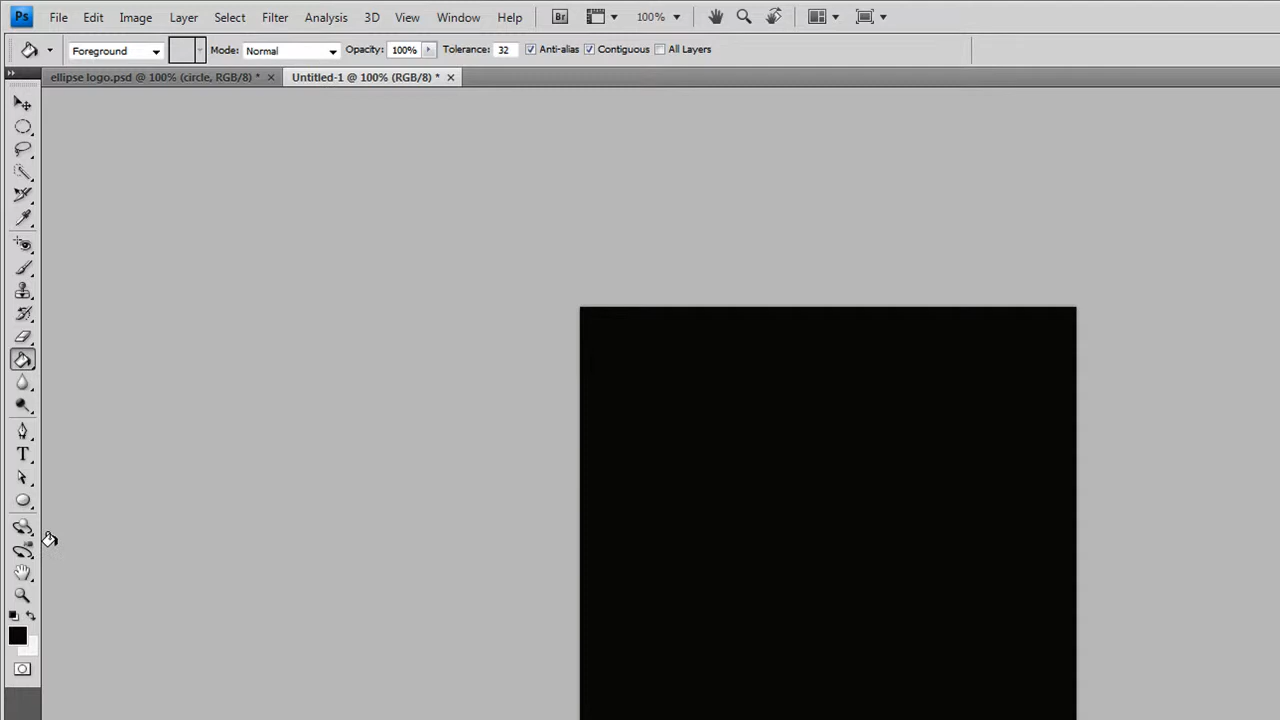 Ps File Edit Image Layer Select Filter Analysis 3D View Window Help Br 100%
Foreground Mode: Normal Opacity: 100% Tolerance: 32 Anti-alias Contiguous All Layers
ellipse logo.psd @ 100% (circle, RGB/8) * Untitled-1 @ 100% (RGB/8) *
T